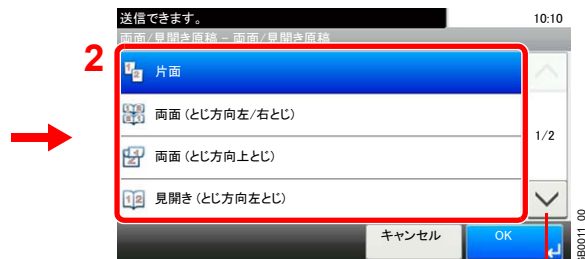 送信できます。
10:10
両面/見開き原稿 - 両面/見開き原稿
2
片面
両面 (とじ方向左/右とじ)
1/2
両面 (とじ方向上とじ)
見開き (とじ方向左とじ)
キャンセル
OK